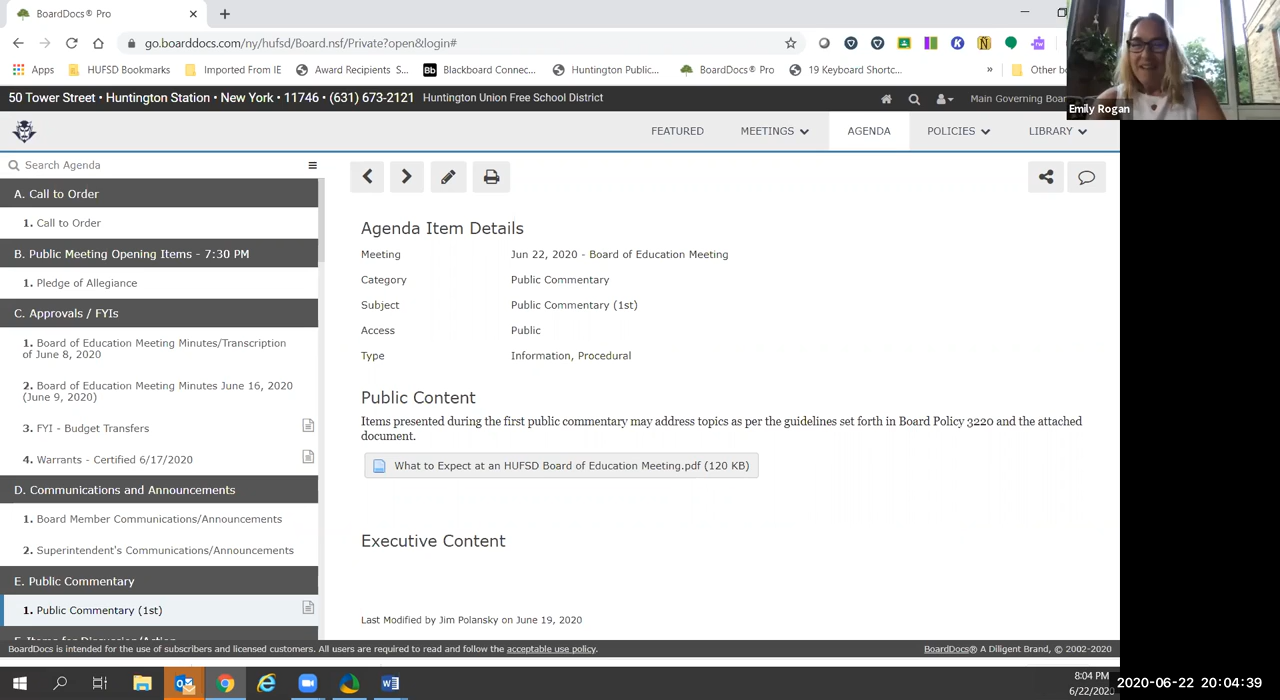 BoardDocs® Pro
go.boarddocs.com/ny/hufsd/Board.nsf/Private?open&login#
Apps
HUFSD Bookmarks
Imported From IE
Award Recipients S...
Bb
Blackboard Connec...
Huntington Public...
BoardDocs® Pro
19 Keyboard Shortc...
»
Other bo
Emily Rogan
50 Tower Street • Huntington Station • New York • 11746 • (631) 673-2121 Huntington Union Free School District
Main Governing Boar
FEATURED
MEETINGS
AGENDA
POLICIES
LIBRARY
Search Agenda
A. Call to Order
1. Call to Order
B. Public Meeting Opening Items - 7:30 PM
1. Pledge of Allegiance
C. Approvals / FYIs
1. Board of Education Meeting Minutes/Transcription
of June 8, 2020
2. Board of Education Meeting Minutes June 16, 2020
(June 9, 2020)
3. FYI - Budget Transfers
4. Warrants - Certified 6/17/2020
D. Communications and Announcements
1. Board Member Communications/Announcements
2. Superintendent's Communications/Announcements
E. Public Commentary
1. Public Commentary (1st)
F. Items for Discussion/Action
Agenda Item Details
Meeting Jun 22, 2020 - Board of Education Meeting
Category Public Commentary
Subject Public Commentary (1st)
Access Public
Type Information, Procedural
Public Content
Items presented during the first public commentary may address topics as per the guidelines set forth in Board Policy 3220 and the attached
document.
What to Expect at an HUFSD Board of Education Meeting.pdf (120 KB)
Executive Content
Last Modified by Jim Polansky on June 19, 2020
BoardDocs is intended for the use of subscribers and licensed customers. All users are required to read and follow the acceptable use policy.
BoardDocs® A Diligent Brand, © 2002-2020
8:04 PM
6/22/2020
2020-06-22 20:04:39